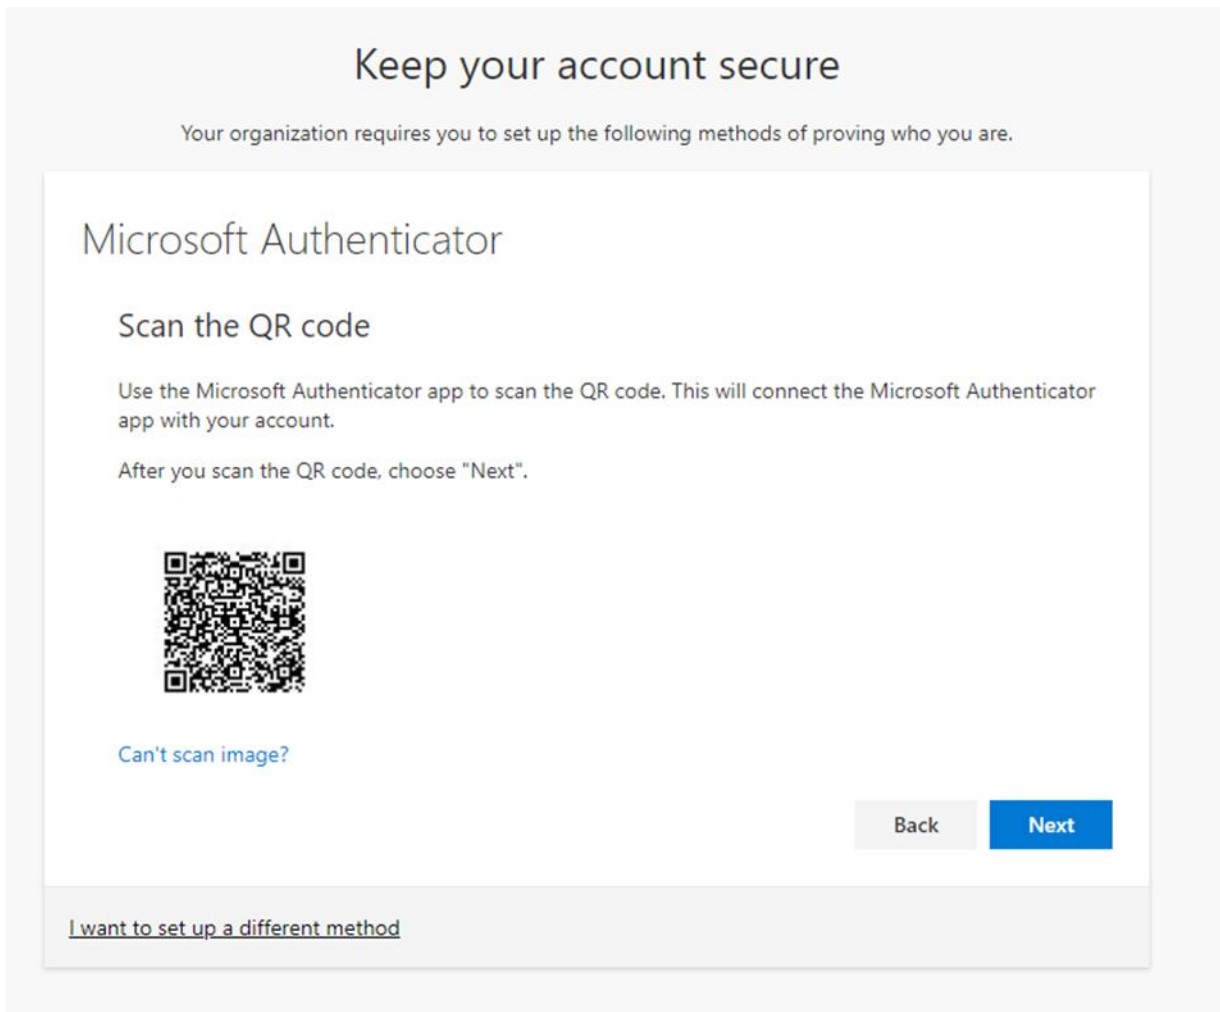 Keep your account secure
Your organization requires you to set up the following methods of proving who you are.
Microsoft Authenticator
Scan the QR code
Use the Microsoft Authenticator app to scan the QR code. This will connect the Microsoft Authenticator
app with your account.
After you scan the QR code, choose "Next".
Can't scan image?
Back Next
I want to set up a different method